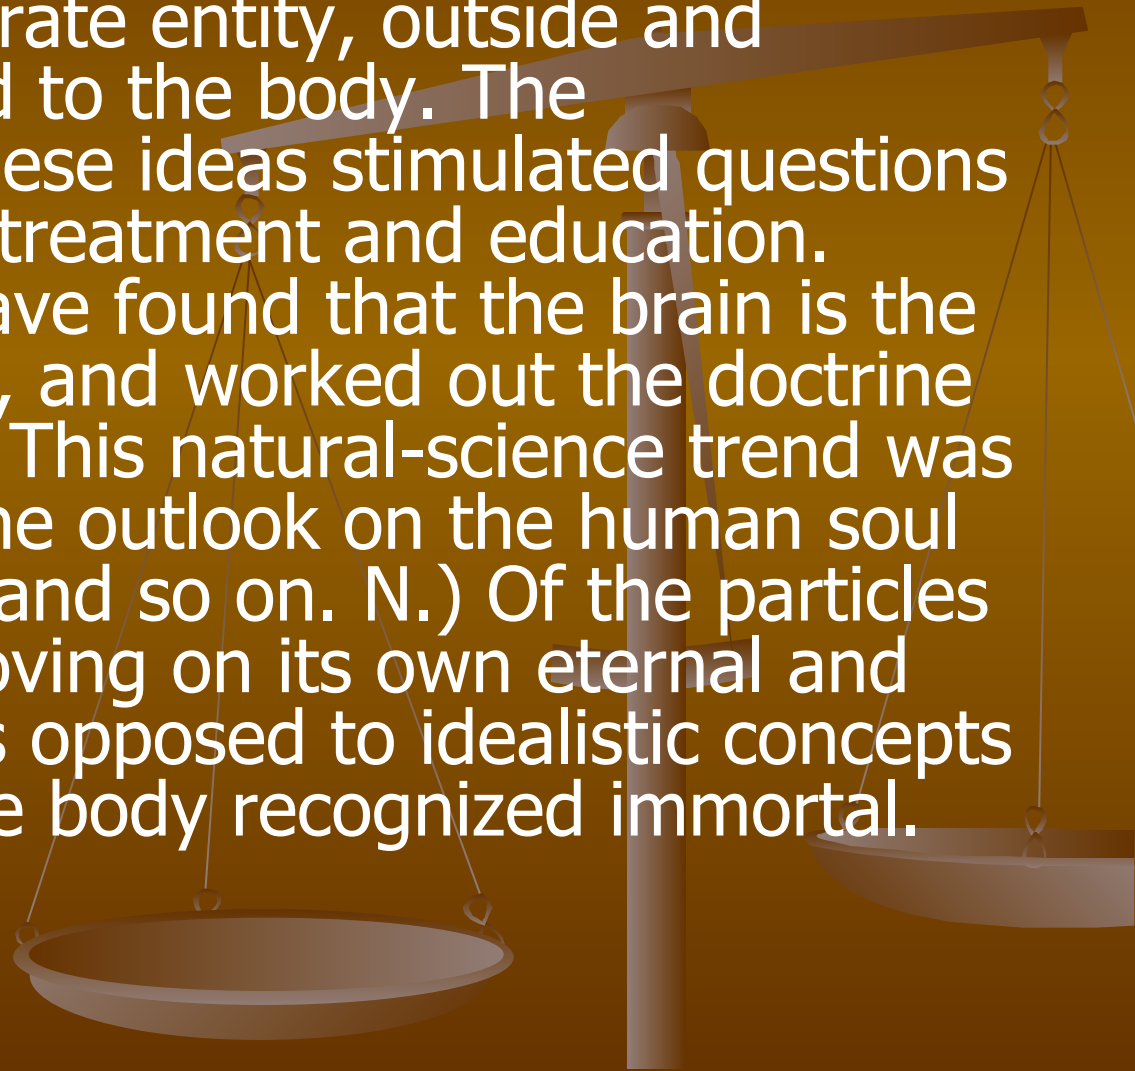 rate entity, outside and
d to the body. The
ese ideas stimulated questions
treatment and education.
ave found that the brain is the
, and worked out the doctrine
This natural-science trend was
ne outlook on the human soul
and so on. N.) Of the particles
oving on its own eternal and
s opposed to idealistic concepts
e body recognized immortal.